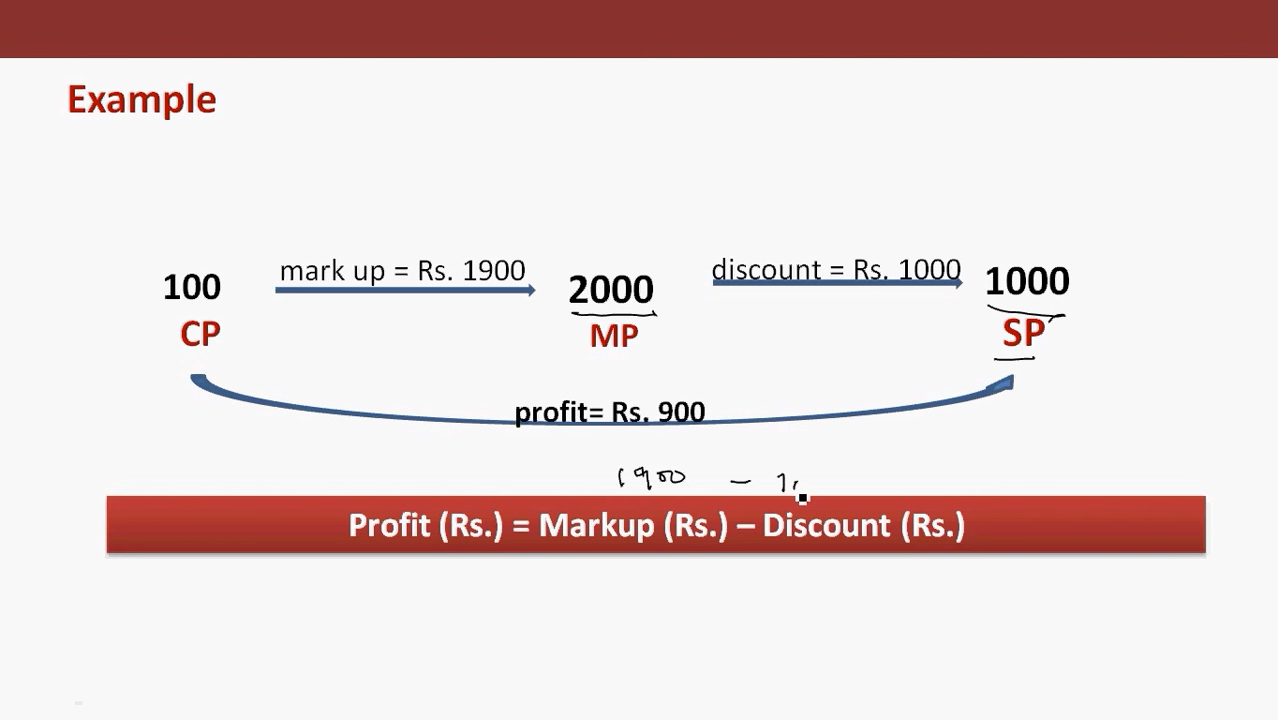 Example
100 mark up = Rs. 1900 2000 discount = Rs. 1000 1000
CP MP SP
profit= Rs. 900
1900 –
Profit (Rs.) = Markup (Rs.) – Discount (Rs.)